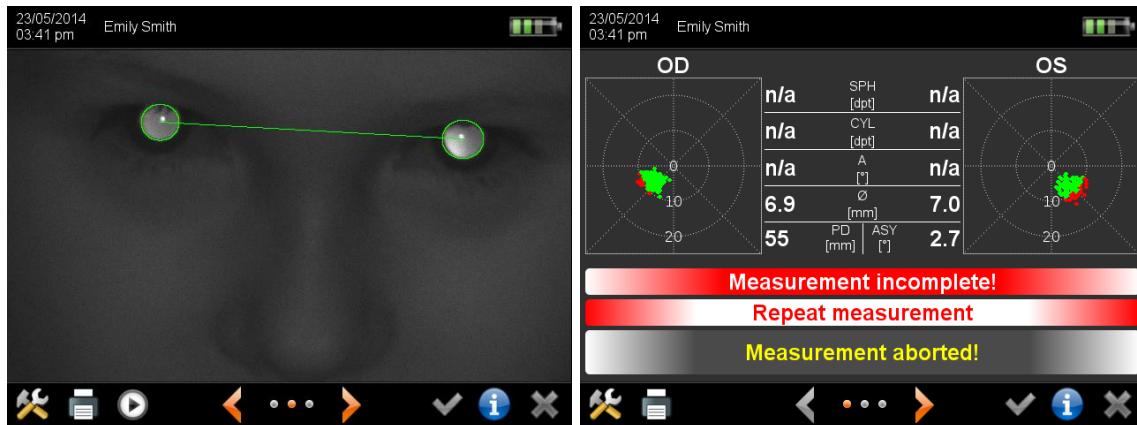 23/05/2014
03:41 pm
Emily Smith
23/05/2014
03:41 pm
Emily Smith
OD
OS
n/a SPH [dpt] n/a
n/a CYL [dpt] n/a
n/a A [°] n/a
6.9 Ø [mm] 7.0
55 PD [mm] ASY [°] 2.7
0
10
20
0
10
20
Measurement incomplete!
Repeat measurement
Measurement aborted!